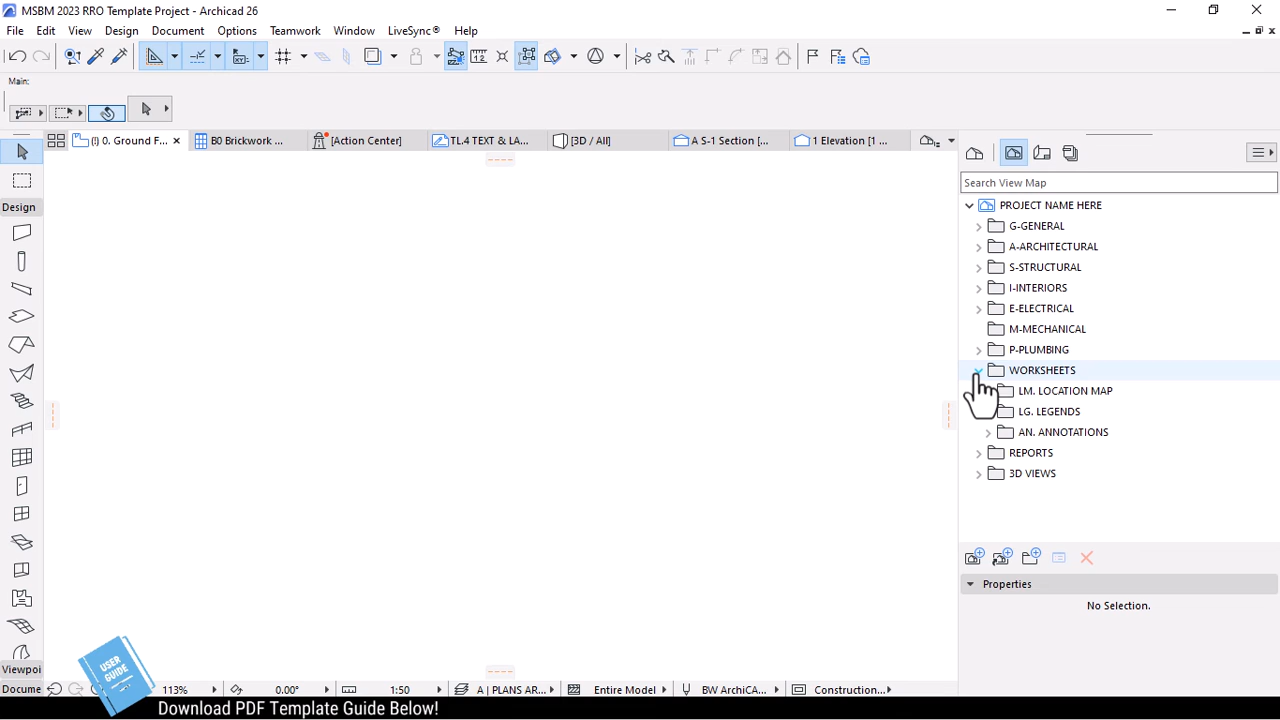 MSBM 2023 RRO Template Project - Archicad 26
File Edit View Design Document Options Teamwork Window LiveSync® Help
Main:
(!) 0. Ground F... B0 Brickwork ... [Action Center] TL.4 TEXT & LA... [3D / All] A S-1 Section [... 1 Elevation [1 ...
Design
Search View Map
PROJECT NAME HERE
G-GENERAL
A-ARCHITECTURAL
S-STRUCTURAL
I-INTERIORS
E-ELECTRICAL
M-MECHANICAL
P-PLUMBING
WORKSHEETS
LM. LOCATION MAP
LG. LEGENDS
AN. ANNOTATIONS
REPORTS
3D VIEWS
Properties
No Selection.
Viewpoi
Docume
113% 0.00° 1:50 A | PLANS AR... Entire Model BW ArchiCA... Construction...
USER
GUIDE
Download PDF Template Guide Below!